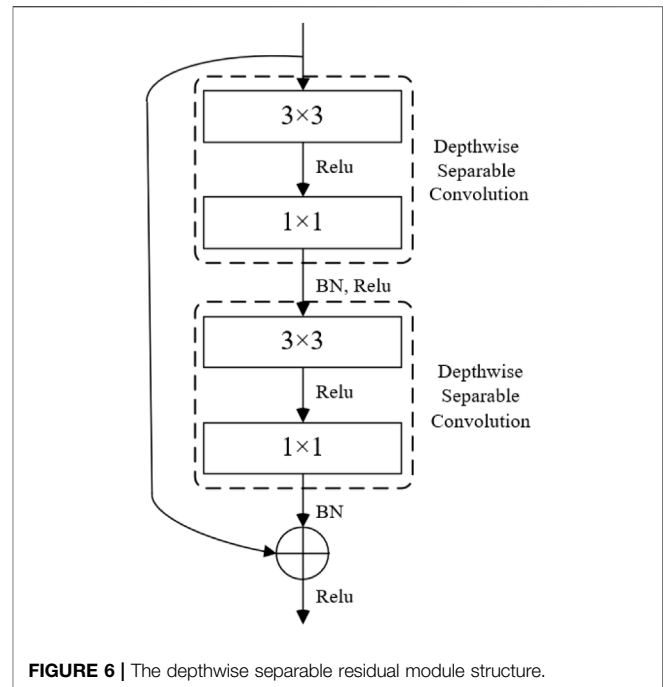 3×3
Relu
Depthwise
Separable
Convolution
1×1
BN, Relu
3×3
Relu
Depthwise
Separable
Convolution
1×1
BN
Relu
FIGURE 6 | The depthwise separable residual module structure.